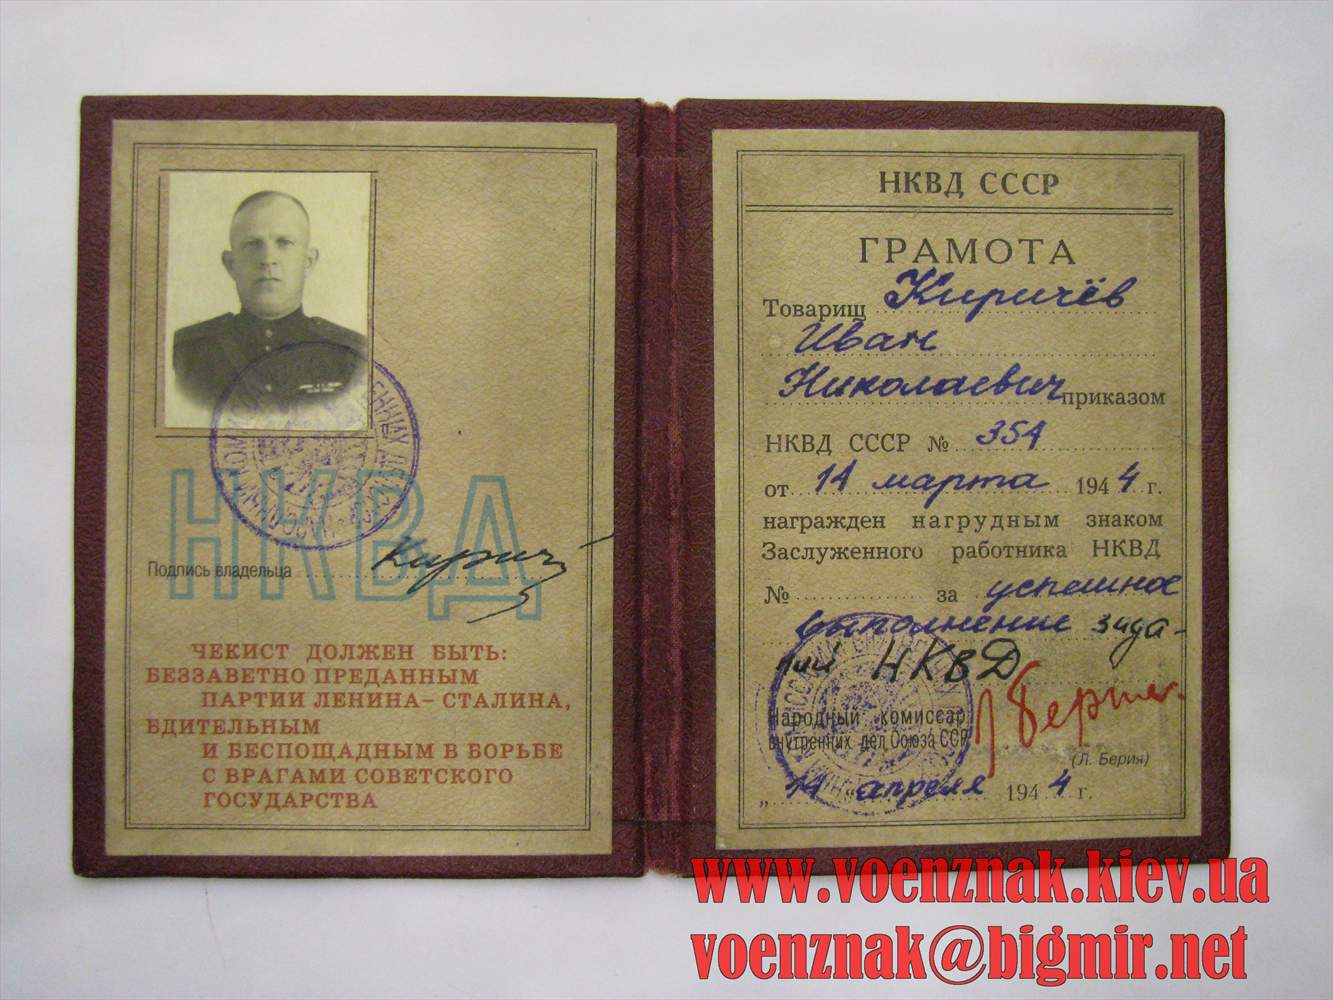 НКВД
Подпись владельца
ЧЕКИСТ ДОЛЖЕН БЫТЬ:
БЕЗЗАВЕТНО ПРЕДАННЫМ
ПАРТИИ ЛЕНИНА – СТАЛИНА,
БДИТЕЛЬНЫМ
И БЕСПОЩАДНЫМ В БОРЬБЕ
С ВРАГАМИ СОВЕТСКОГО
ГОСУДАРСТВА
НКВД СССР
ГРАМОТА
Товарищ Киричёв
Иван
Николаевич приказом
НКВД СССР № 354
от 14 марта 1944 г.
награжден нагрудным знаком
Заслуженного работника НКВД
№ за успешное
выполнение зада-
ний НКВД
Народный комиссар
внутренних дел Союза ССР
(Л. Берия)
„14 апреля 1944 г.
www.voenznak.kiev.ua
voenznak@bigmir.net